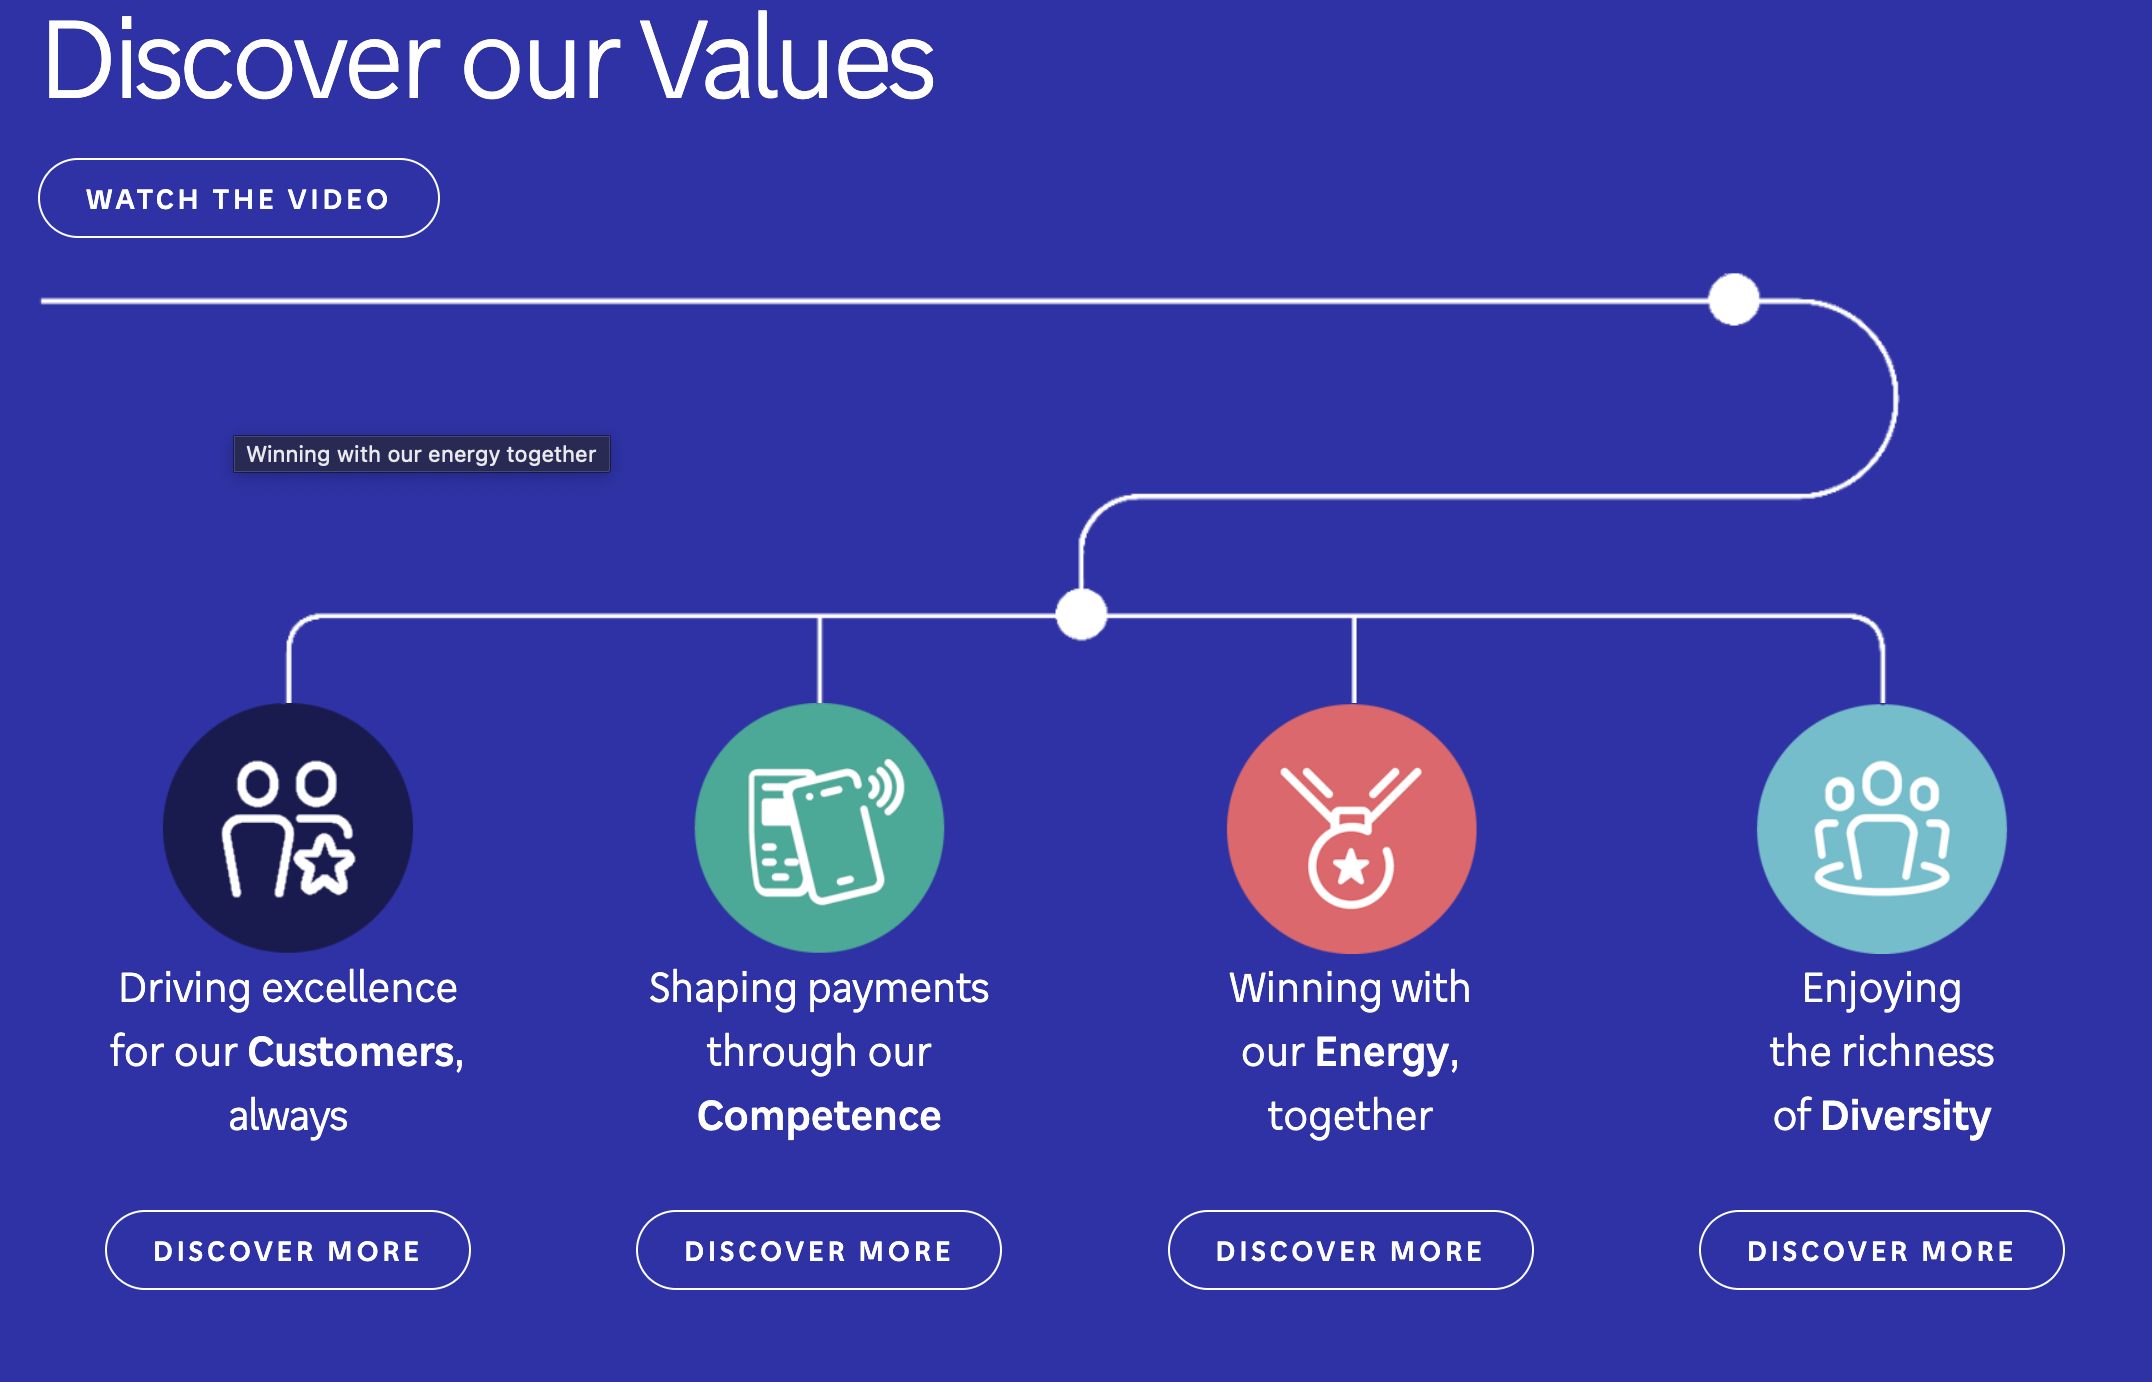 Discover our Values
WATCH THE VIDEO
Winning with our energy together
Driving excellence
for our Customers,
always
Shaping payments
through our
Competence
Winning with
our Energy,
together
Enjoying
the richness
of Diversity
DISCOVER MORE
DISCOVER MORE
DISCOVER MORE
DISCOVER MORE